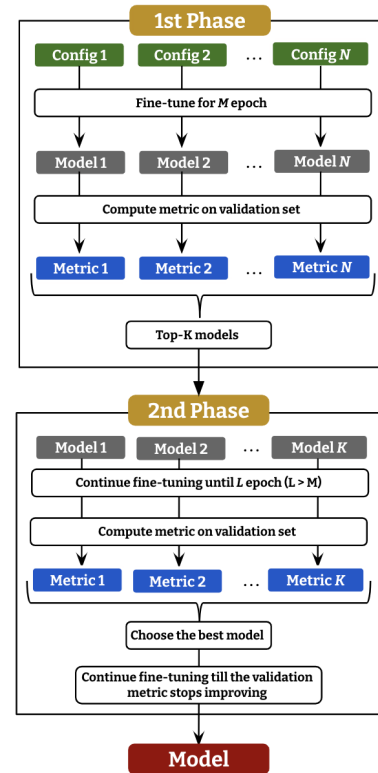 1st Phase
Config 1 Config 2 ... Config N
Fine-tune for M epoch
Model 1 Model 2 ... Model N
Compute metric on validation set
Metric 1 Metric 2 ... Metric N
Top-K models
2nd Phase
Model 1 Model 2 ... Model K
Continue fine-tuning until L epoch (L > M)
Compute metric on validation set
Metric 1 Metric 2 ... Metric K
Choose the best model
Continue fine-tuning till the validation
metric stops improving
Model